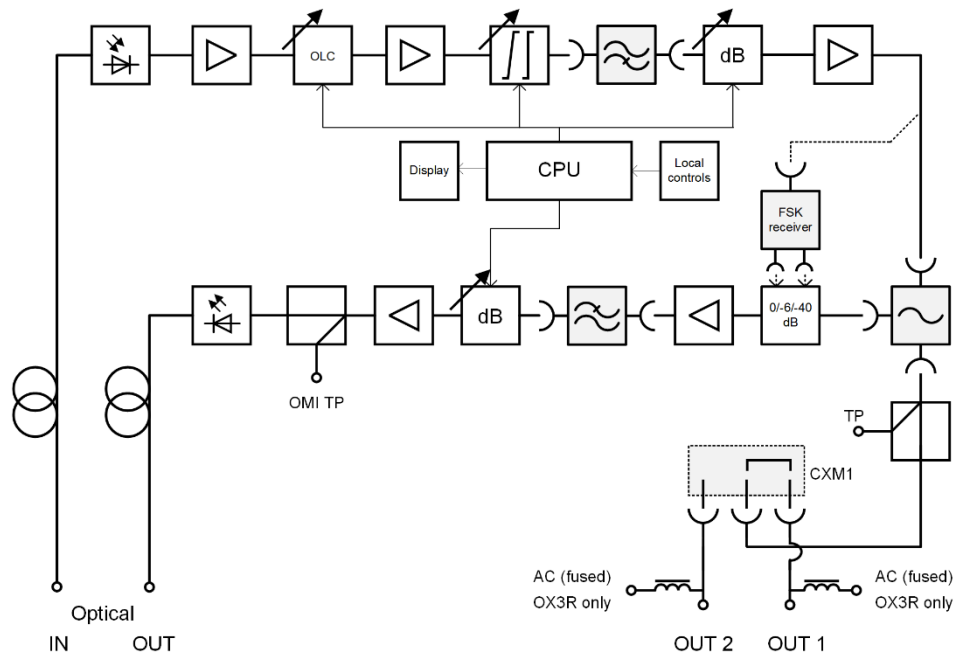 OLC
dB
Display
CPU
Local
controls
FSK
receiver
dB
0/-6/-40
dB
OMI TP
TP
CXM1
AC (fused)
OX3R only
AC (fused)
OX3R only
Optical
IN
OUT
OUT 2
OUT 1